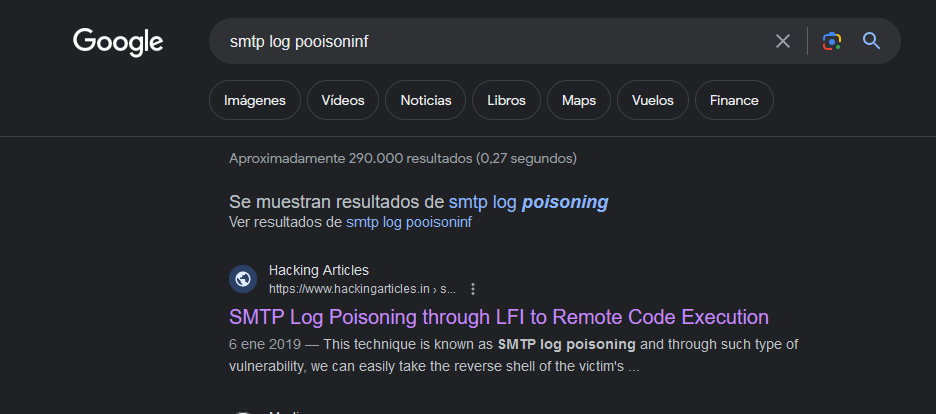 Google
smtp log pooisoninf
Imágenes
Vídeos
Noticias
Libros
Maps
Vuelos
Finance
Aproximadamente 290.000 resultados (0,27 segundos)
Se muestran resultados de smtp log poisoning
Ver resultados de smtp log pooisoninf
Hacking Articles
https://www.hackingarticles.in › s...
SMTP Log Poisoning through LFI to Remote Code Execution
6 ene 2019 — This technique is known as SMTP log poisoning and through such type of
vulnerability, we can easily take the reverse shell of the victim's ...